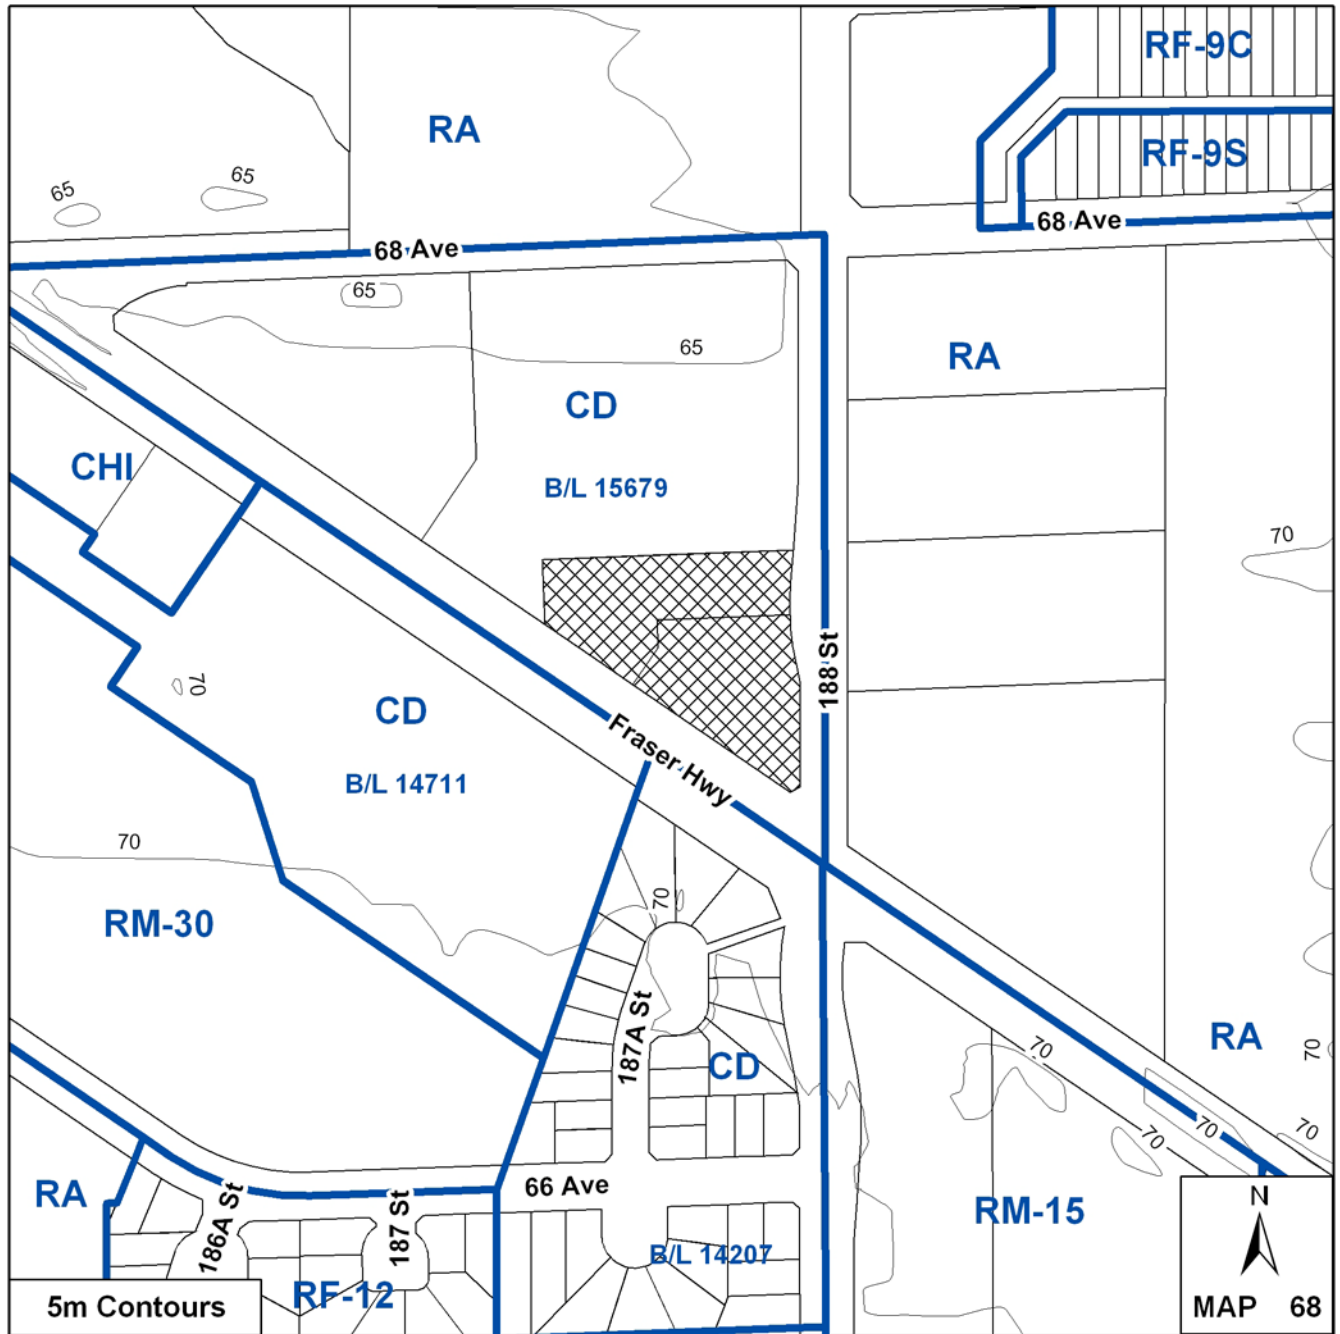 RF-9C
RA
RF-9S
65
65
68 Ave
68 Ave
65
65
RA
CD
CHI
B/L 15679
70
188 St
70
CD
Fraser Hwy
B/L 14711
70
70
RM-30
187A St
70
RA
70
CD
70
70
70
66 Ave
RA
N
186A St
187 St
RM-15
B/L 14207
RF-12
5m Contours
MAP 68